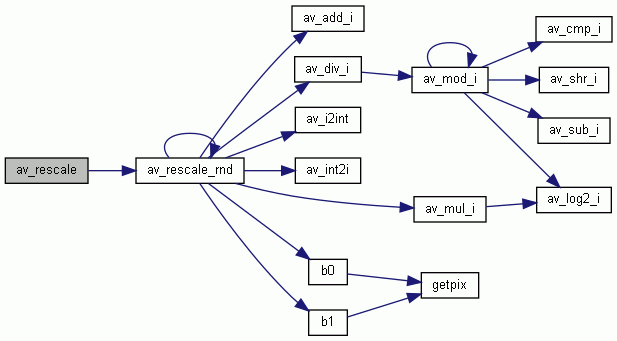 av_add_i
av_cmp_i
av_div_i
av_mod_i
av_shr_i
av_i2int
av_sub_i
av_rescale
av_rescale_rnd
av_int2i
av_mul_i
av_log2_i
b0
getpix
b1